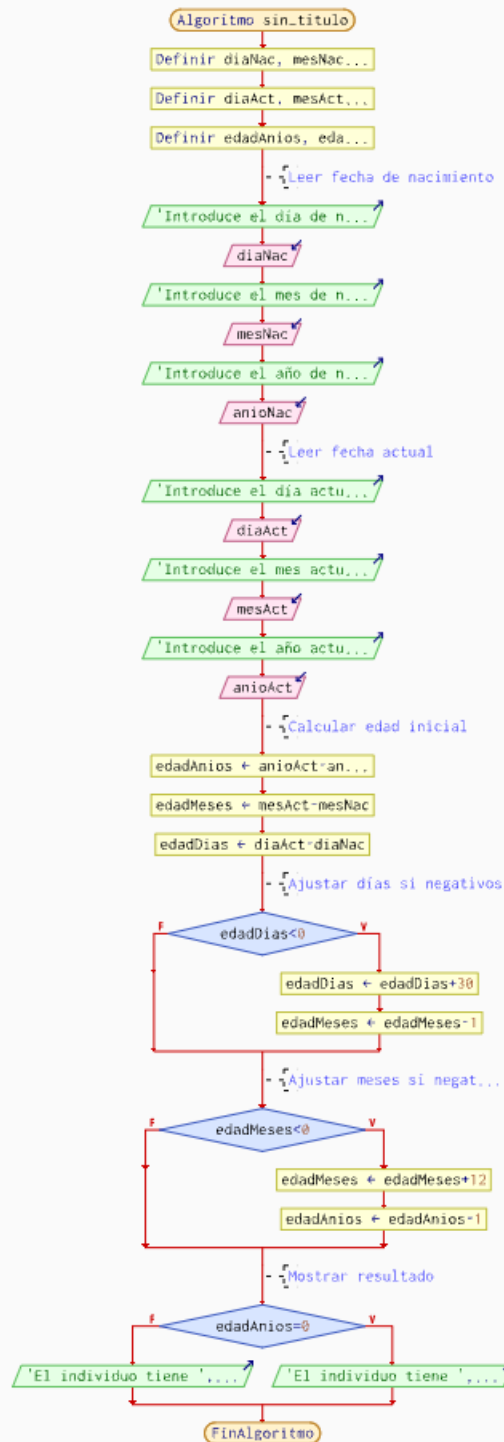 Algoritmo sin_titulo
Definir diaNac, mesNac...
Definir diaAct, mesAct...
Definir edadAnios, eda...
Leer fecha de nacimiento
'Introduce el día de n...
diaNac
'Introduce el mes de n...
mesNac
'Introduce el año de n...
anioNac
Leer fecha actual
'Introduce el día actu...
diaAct
'Introduce el mes actu...
mesAct
'Introduce el año actu...
anioAct
Calcular edad inicial
edadAnios ← anioAct-an...
edadMeses ← mesAct-mesNac
edadDias ← diaAct-diaNac
Ajustar días si negativos
F edadDias<0 V
edadDias ← edadDias+30
edadMeses ← edadMeses-1
Ajustar meses si negat...
F edadMeses<0 V
edadMeses ← edadMeses+12
edadAnios ← edadAnios-1
Mostrar resultado
F edadAnios=0 V
'El individuo tiene ',... 'El individuo tiene ',...
FinAlgoritmo